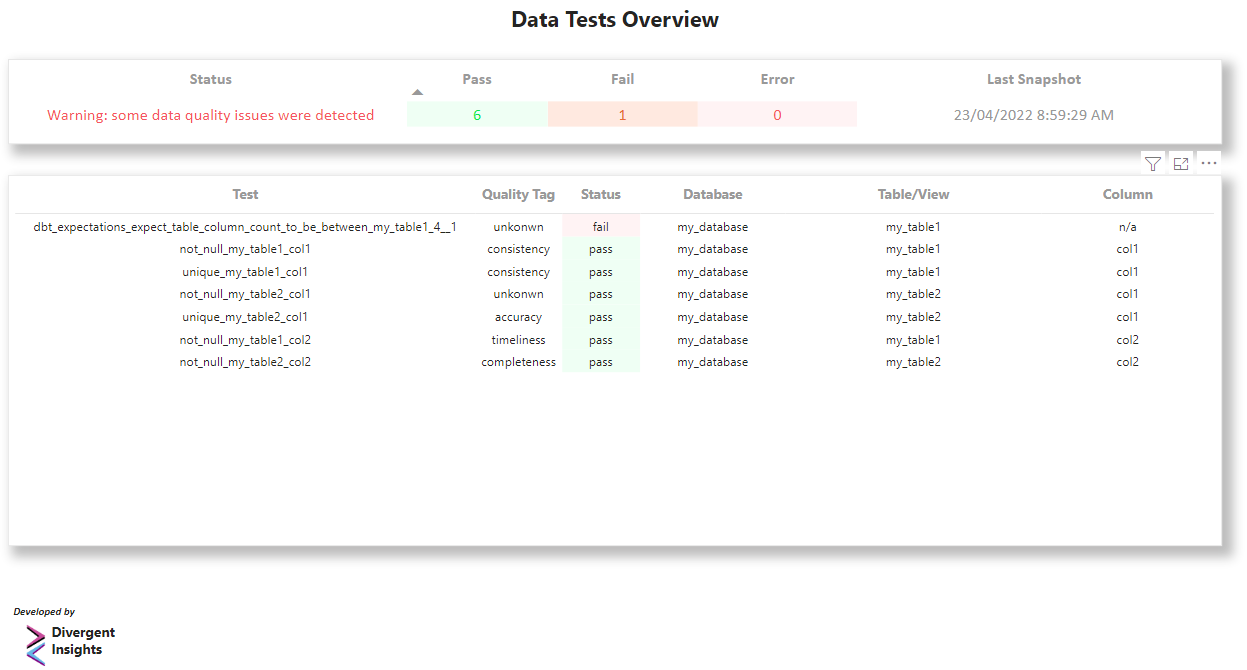 Data Tests Overview
Status Pass Fail Error Last Snapshot
Warning: some data quality issues were detected 6 1 0 23/04/2022 8:59:29 AM
Test Quality Tag Status Database Table/View Column
dbt_expectations_expect_table_column_count_to_be_between_my_table1_4__1 unkonwn fail my_database my_table1 n/a
not_null_my_table1_col1 consistency pass my_database my_table1 col1
unique_my_table1_col1 consistency pass my_database my_table1 col1
not_null_my_table2_col1 unkonwn pass my_database my_table2 col1
unique_my_table2_col1 accuracy pass my_database my_table2 col1
not_null_my_table1_col2 timeliness pass my_database my_table1 col2
not_null_my_table2_col2 completeness pass my_database my_table2 col2
Developed by
Divergent
Insights